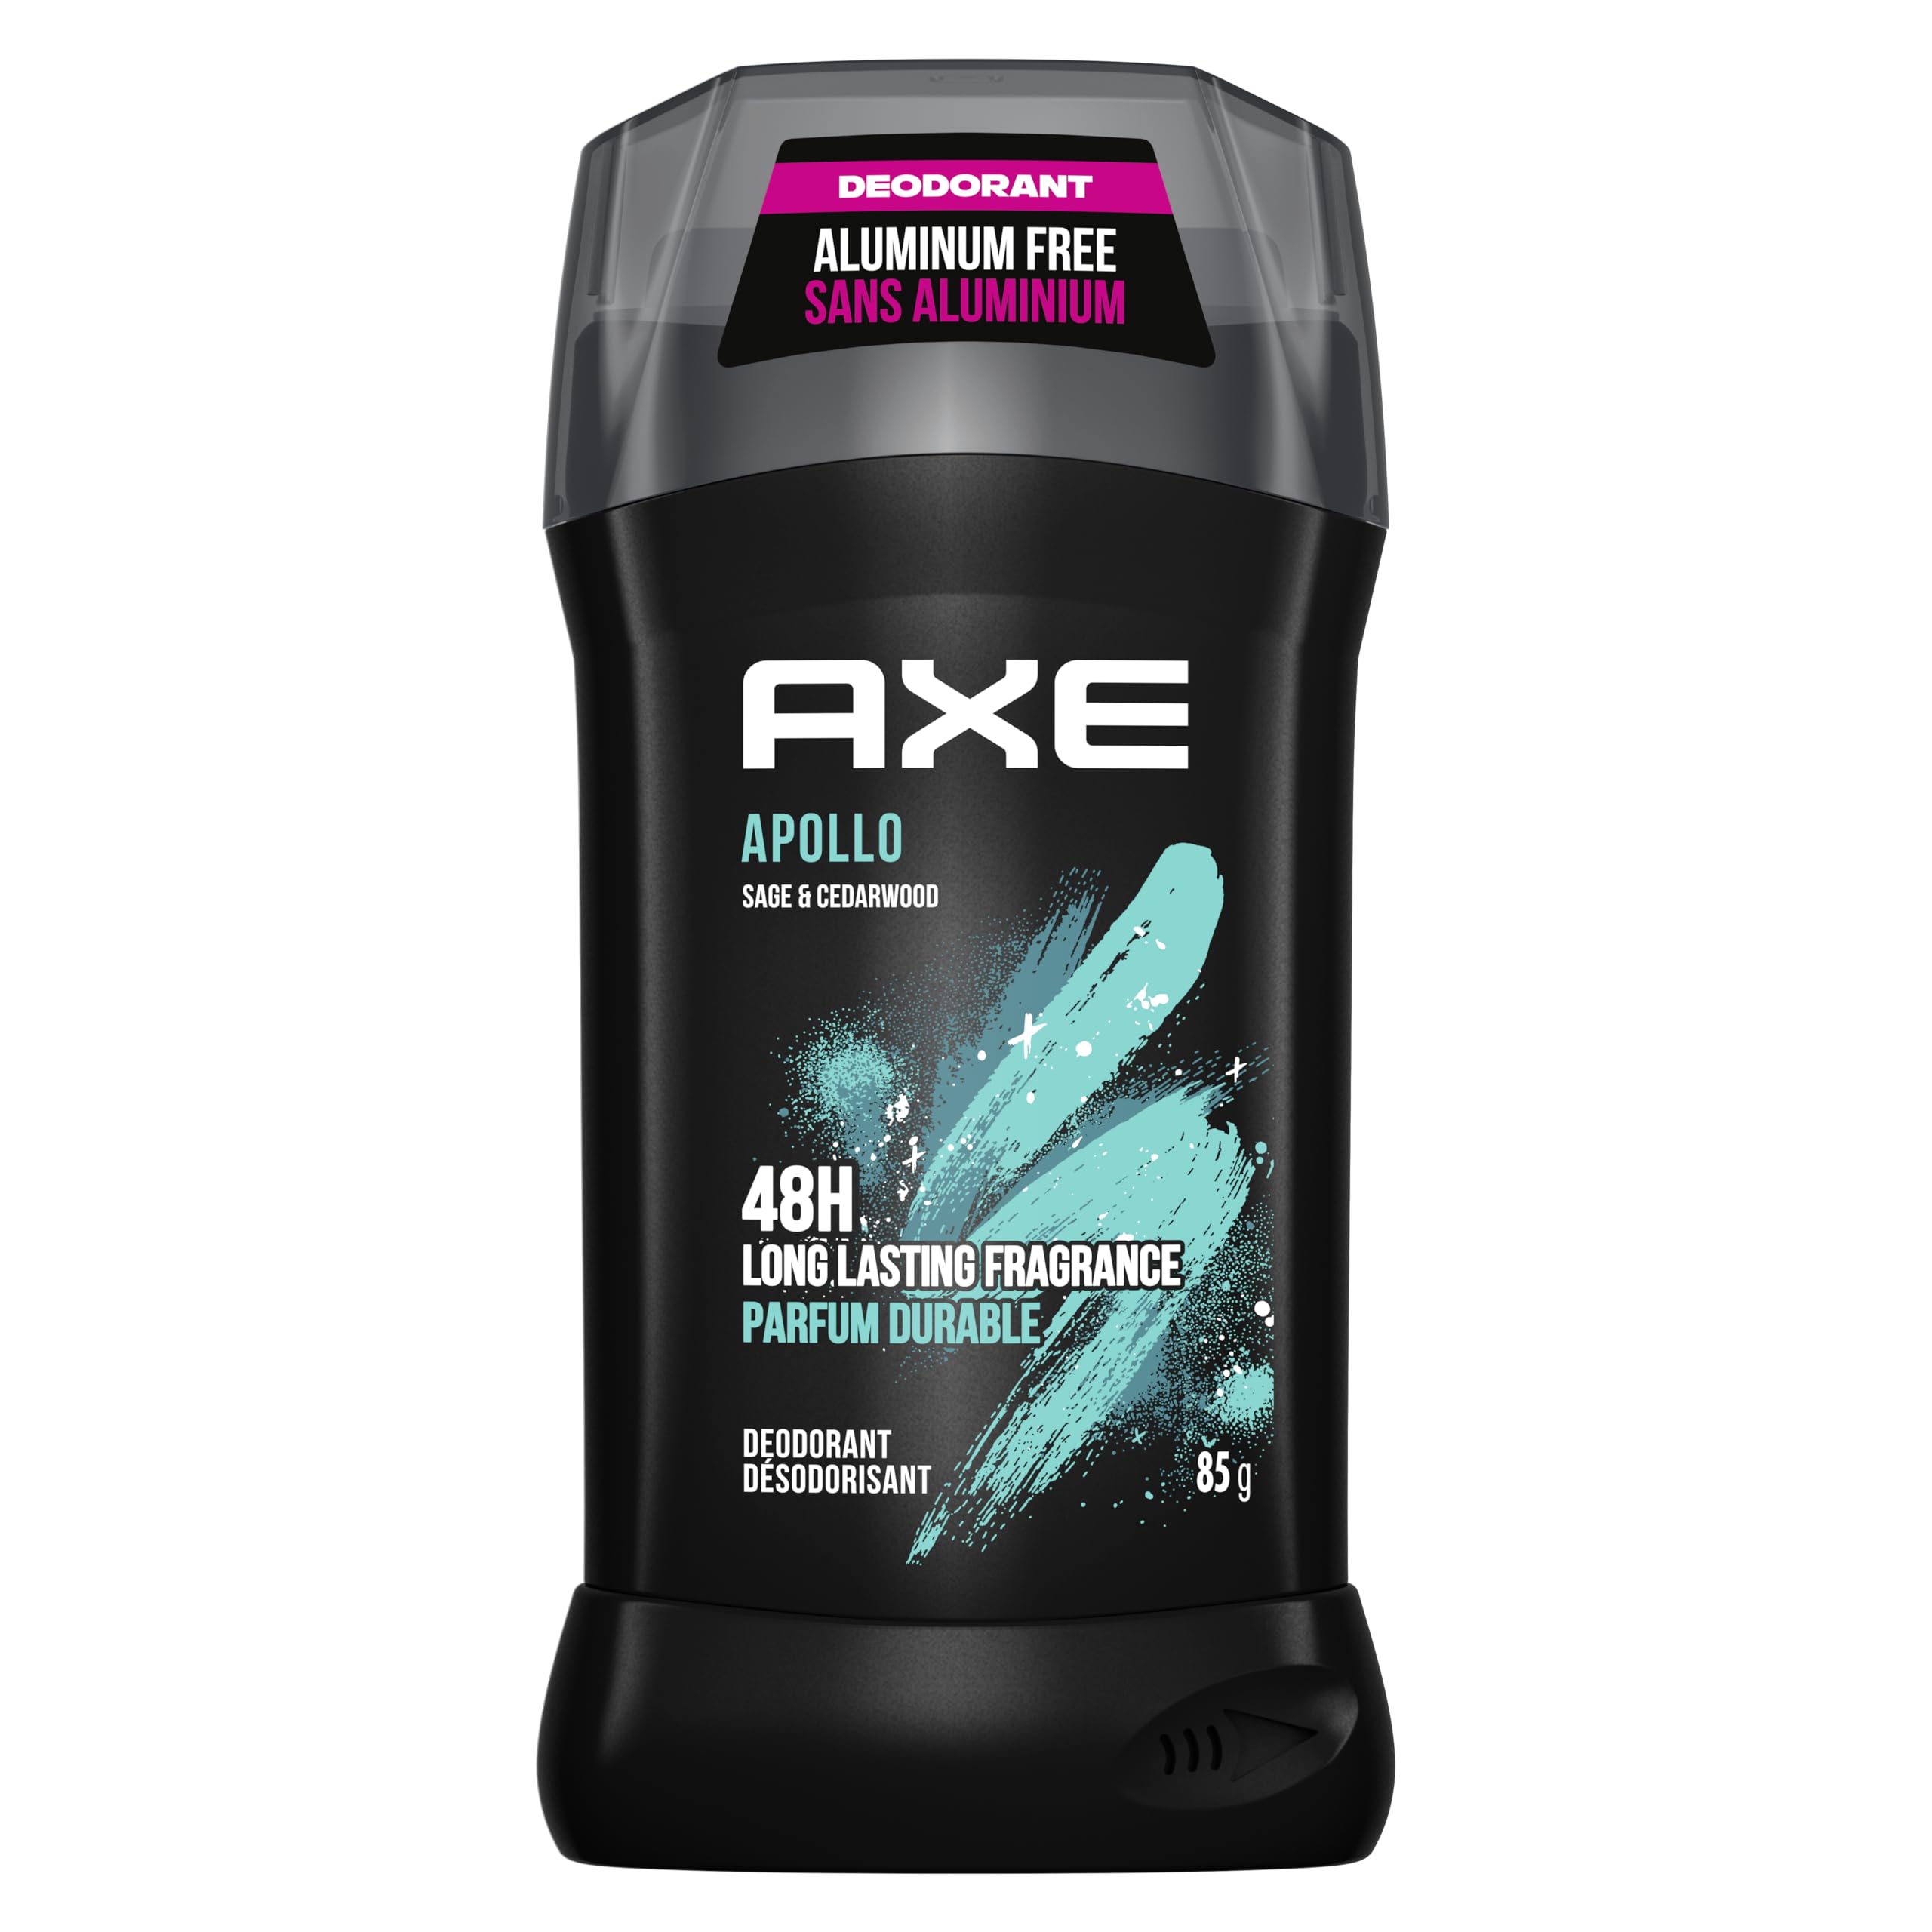 DEODORANT
ALUMINUM FREE
SANS ALUMINIUM
AXE
APOLLO
SAGE & CEDARWOOD
48H
LONG LASTING FRAGRANCE
PARFUM DURABLE
DEODORANT
DÉSODORISANT
85 g